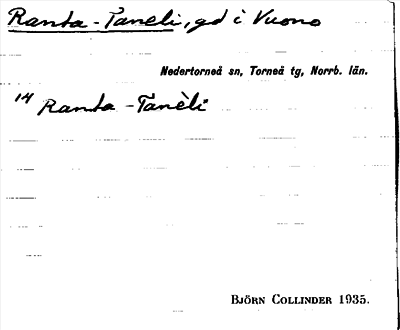 Ranta-Taneli, gd i Vuono
Nedertorneå sn, Torneå tg, Norrb. län.
14 Ranta-Tanèli
BJÖRN COLLINDER 1935.